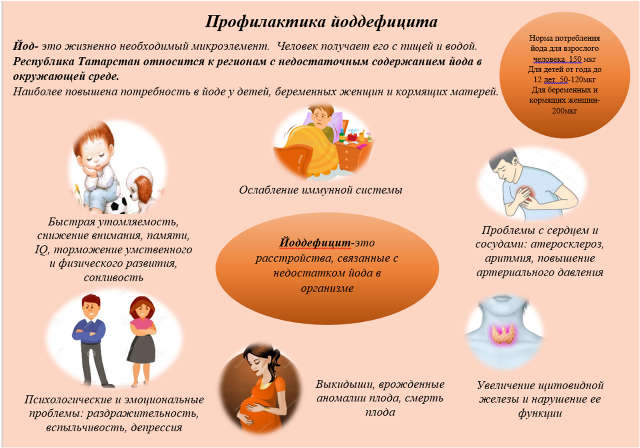 Профилактика йоддефицита
Йод- это жизненно необходимый микроэлемент. Человек получает его с пищей и водой.
Республика Татарстан относится к регионам с недостаточным содержанием йода в
окружающей среде.
Наиболее повышена потребность в йоде у детей, беременных женщин и кормящих матерей.
Норма потребления
йода для взрослого
человека 150 мкг
Для детей от года до
12 лет 50-120мкг
Для беременных и
кормящих женщин-
200мкг
Ослабление иммунной системы
Быстрая утомляемость,
снижение внимания, памяти,
IQ, торможение умственного
и физического развития,
сонливость
Йоддефицит-это
расстройства, связанные с
недостатком йода в
организме
Проблемы с сердцем и
сосудами: атеросклероз,
аритмия, повышение
артериального давления
Психологические и эмоциональные
проблемы: раздражительность,
вспыльчивость, депрессия
Выкидыши, врожденные
аномалии плода, смерть
плода
Увеличение щитовидной
железы и нарушение ее
функции